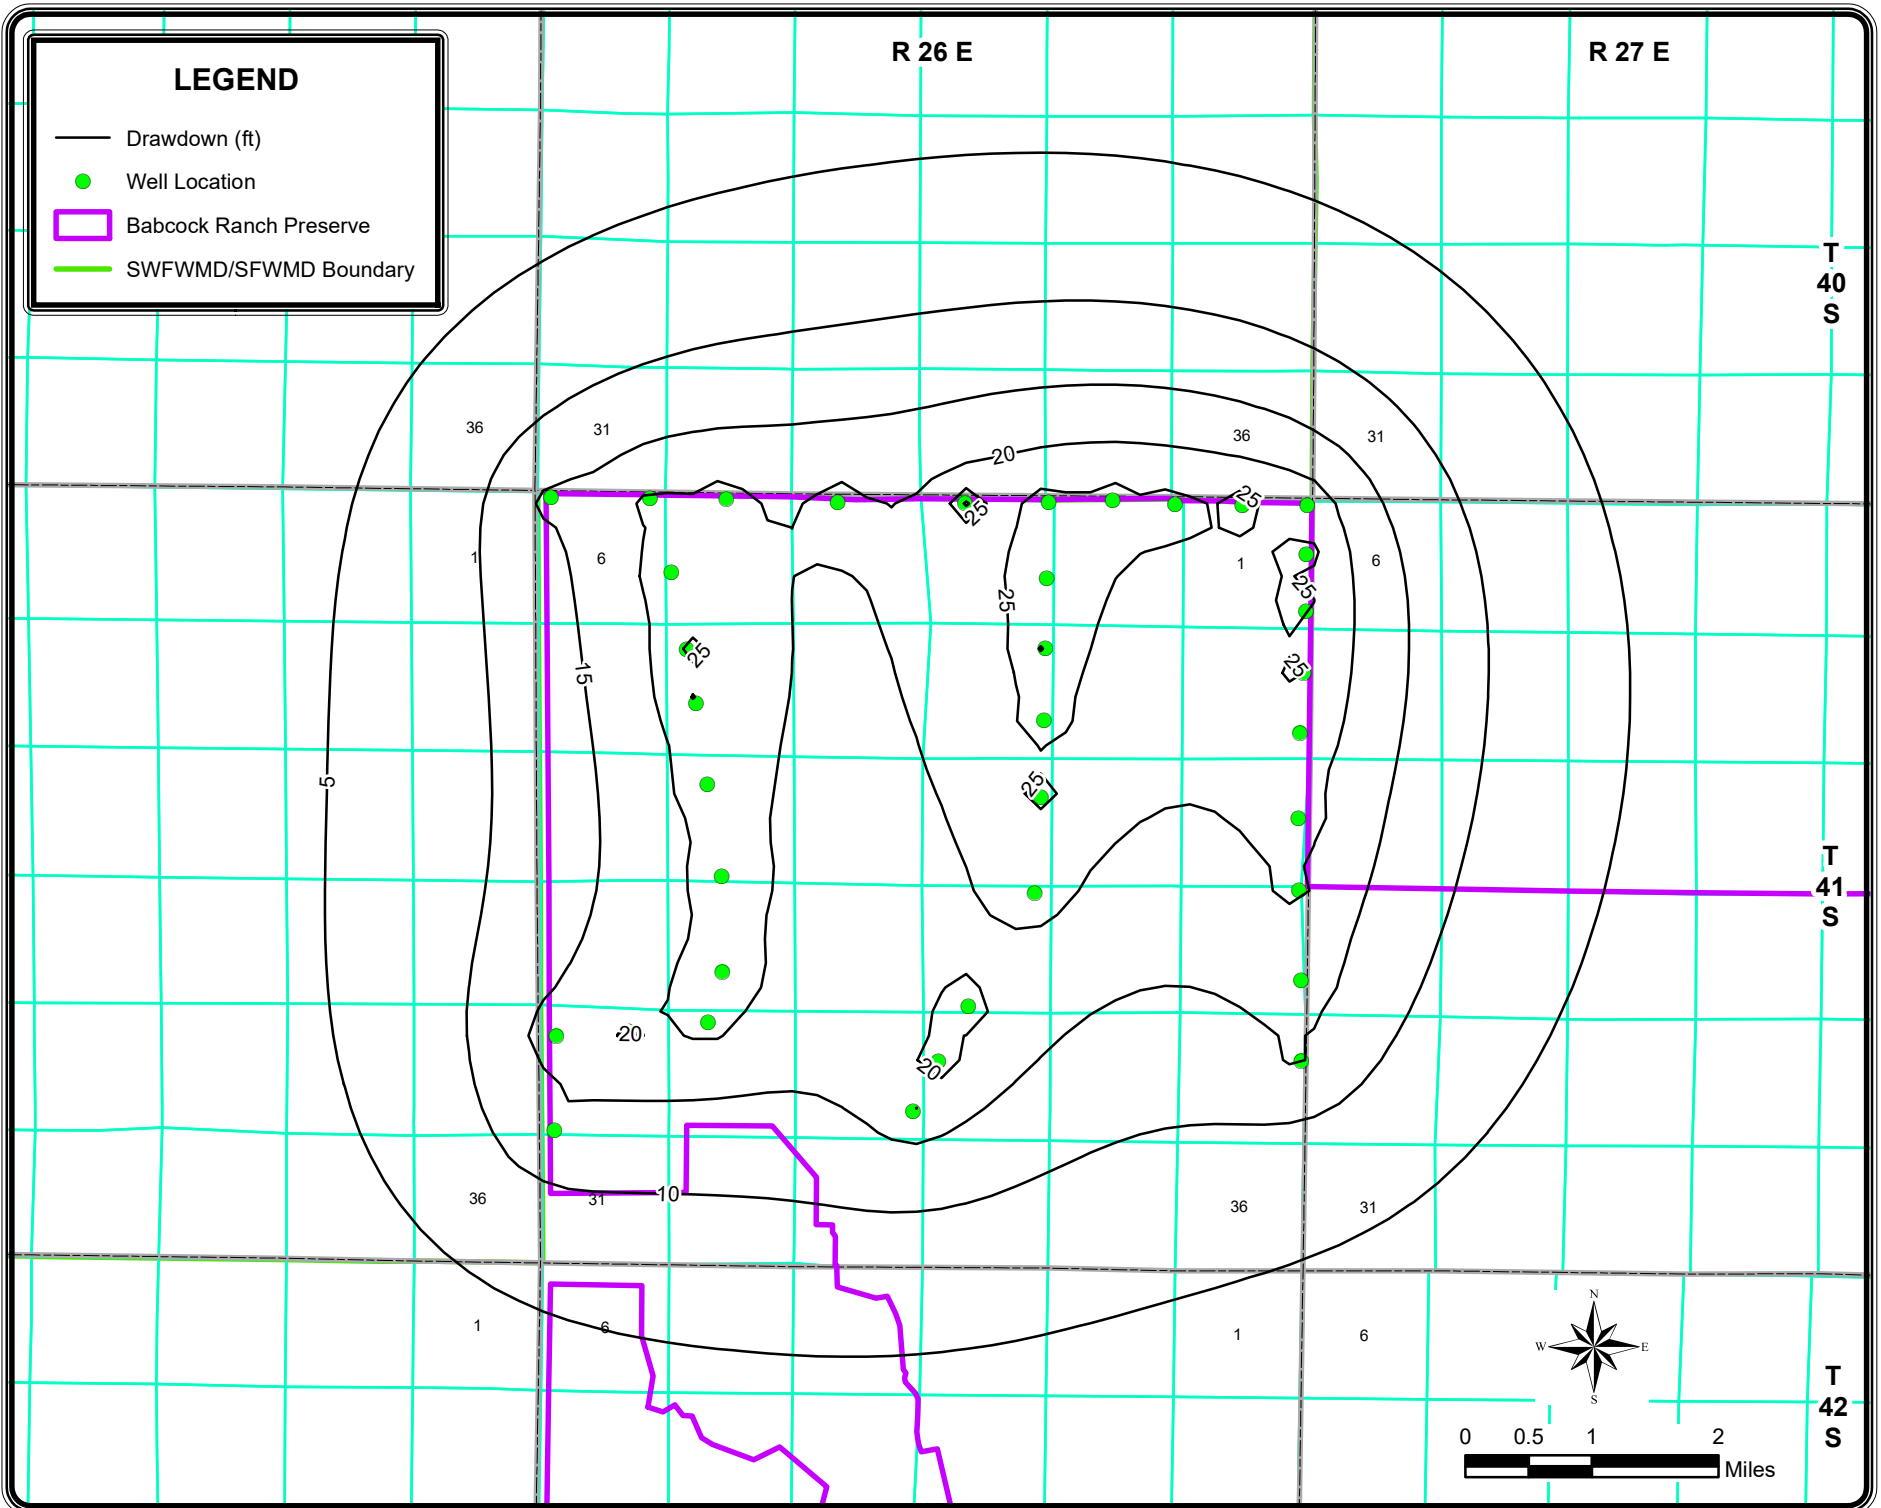 R 26 E
R 27 E
LEGEND
Drawdown (ft)
Well Location
Babcock Ranch Preserve
SWFWMD/SFWMD Boundary
T
40
S
36
31
36
31
20
25
25
1
6
1
6
25
25
25
15
25
5
25
T
41
S
20
20
36
31
10
36
31
1
6
1
6
N
W
E
S
T
42
S
0 0.5 1 2
Miles